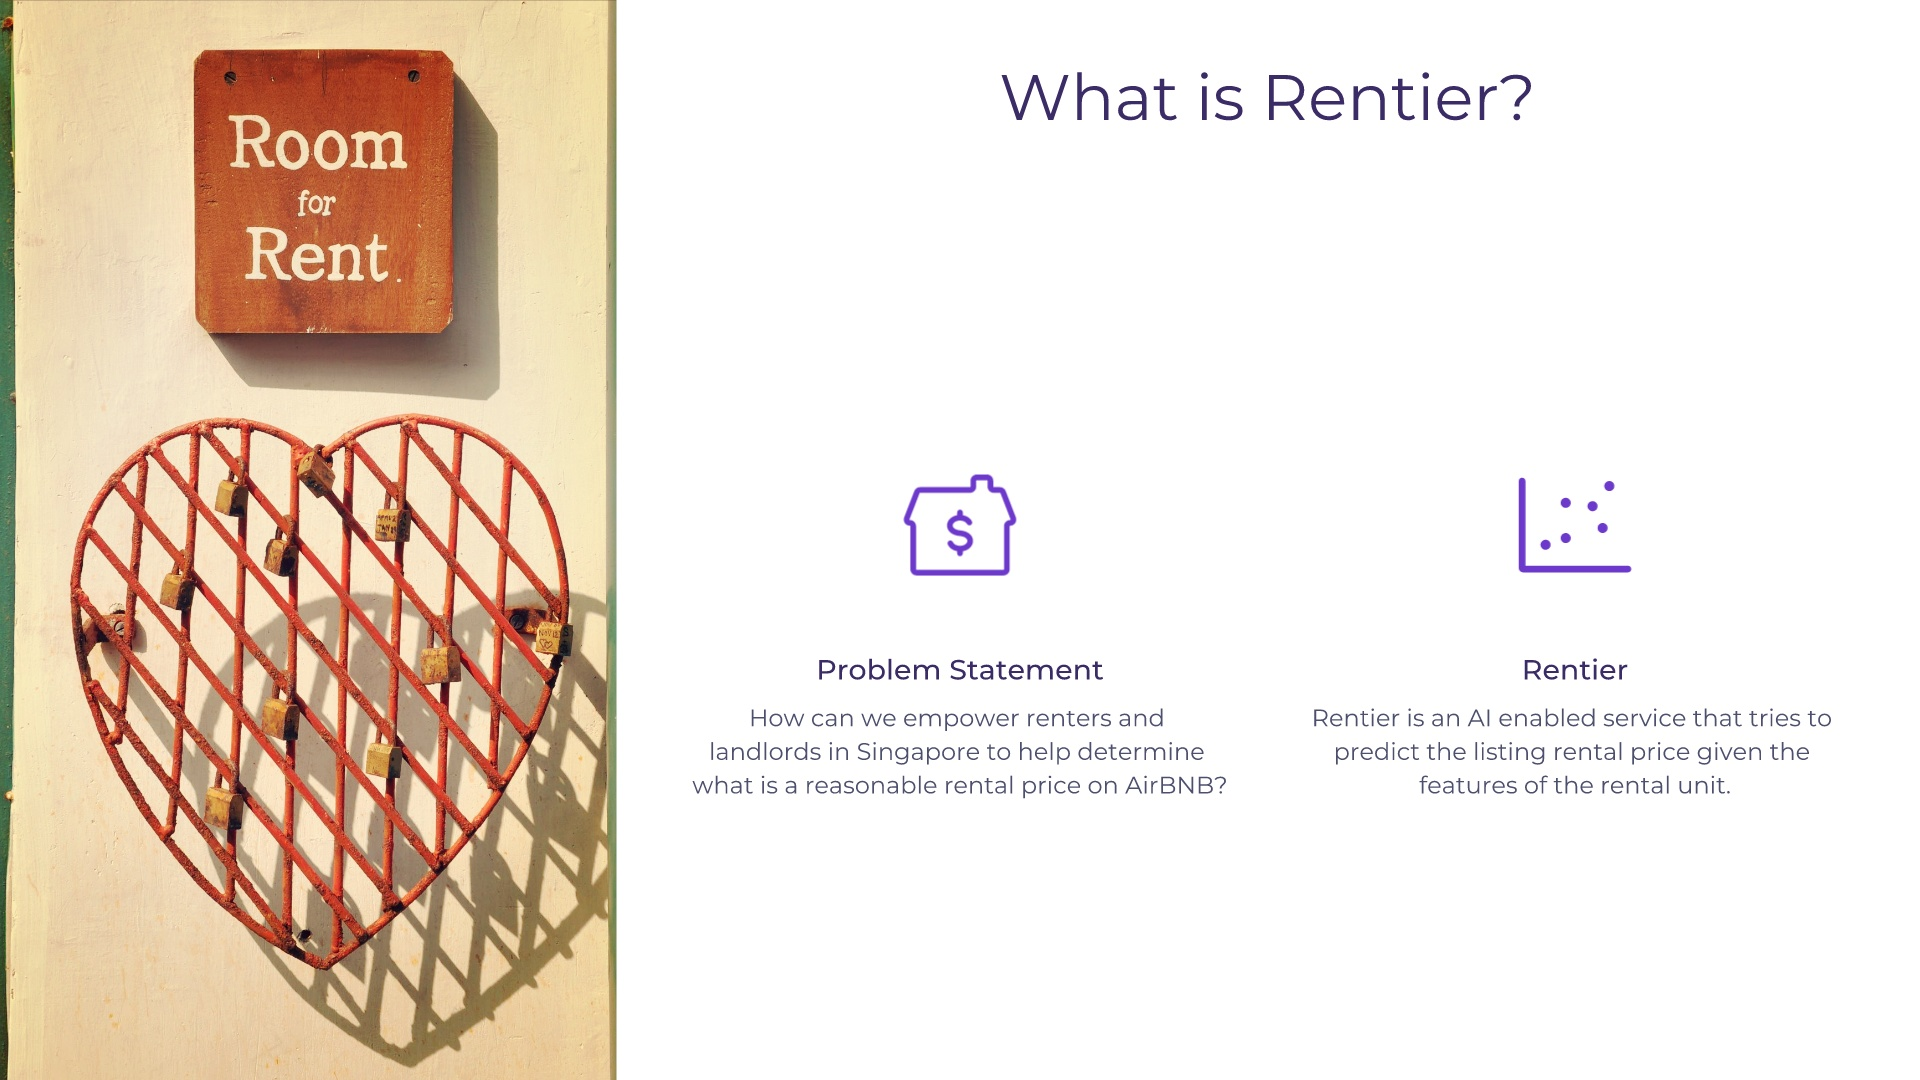 Room
for
Rent.
What is Rentier?
$
Problem Statement
How can we empower renters and
landlords in Singapore to help determine
what is a reasonable rental price on AirBNB?
Rentier
Rentier is an AI enabled service that tries to
predict the listing rental price given the
features of the rental unit.